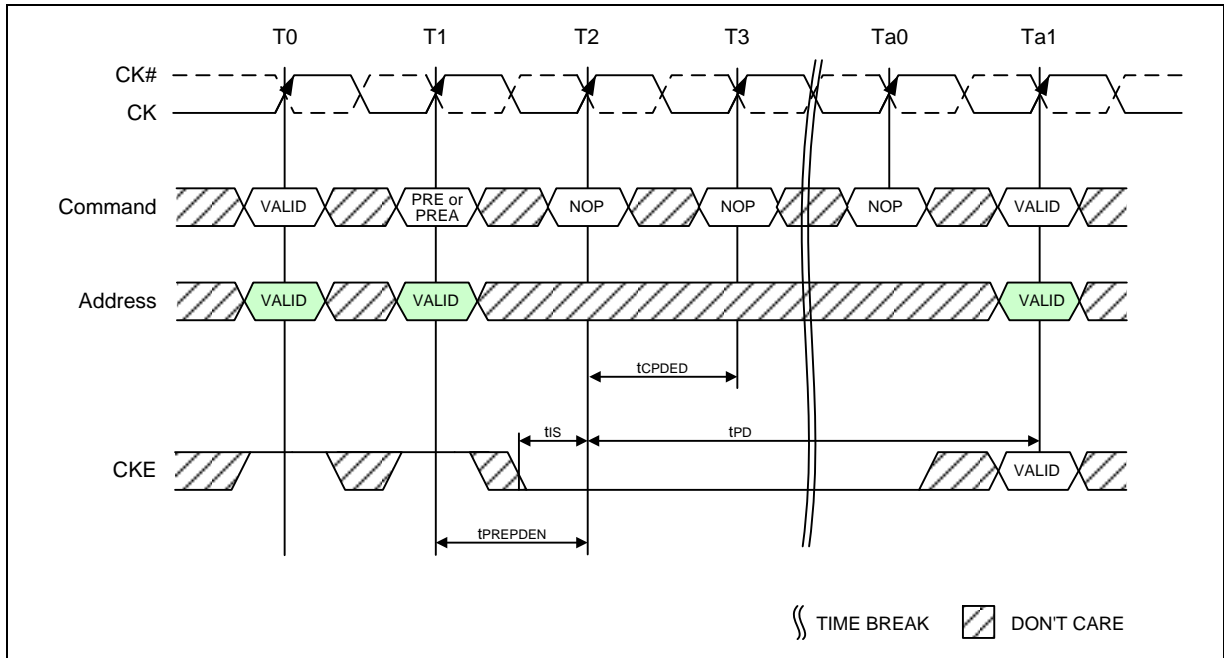 T0 T1 T2 T3 Ta0 Ta1
CK#
CK
Command VALID PRE or PREA NOP NOP NOP VALID
Address VALID VALID VALID
tCPDED
tIS tPD
CKE VALID
tPREPDEN
TIME BREAK DON'T CARE